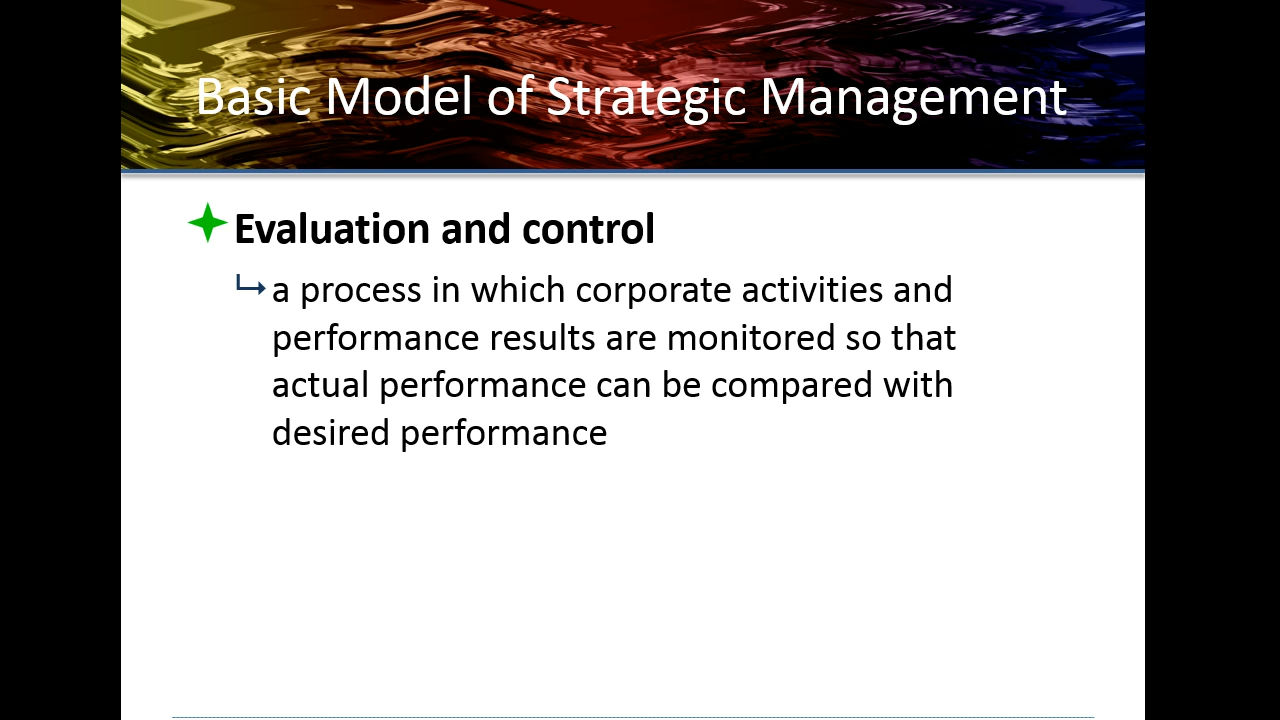 Basic Model of Strategic Management
Evaluation and control
a process in which corporate activities and
performance results are monitored so that
actual performance can be compared with
desired performance